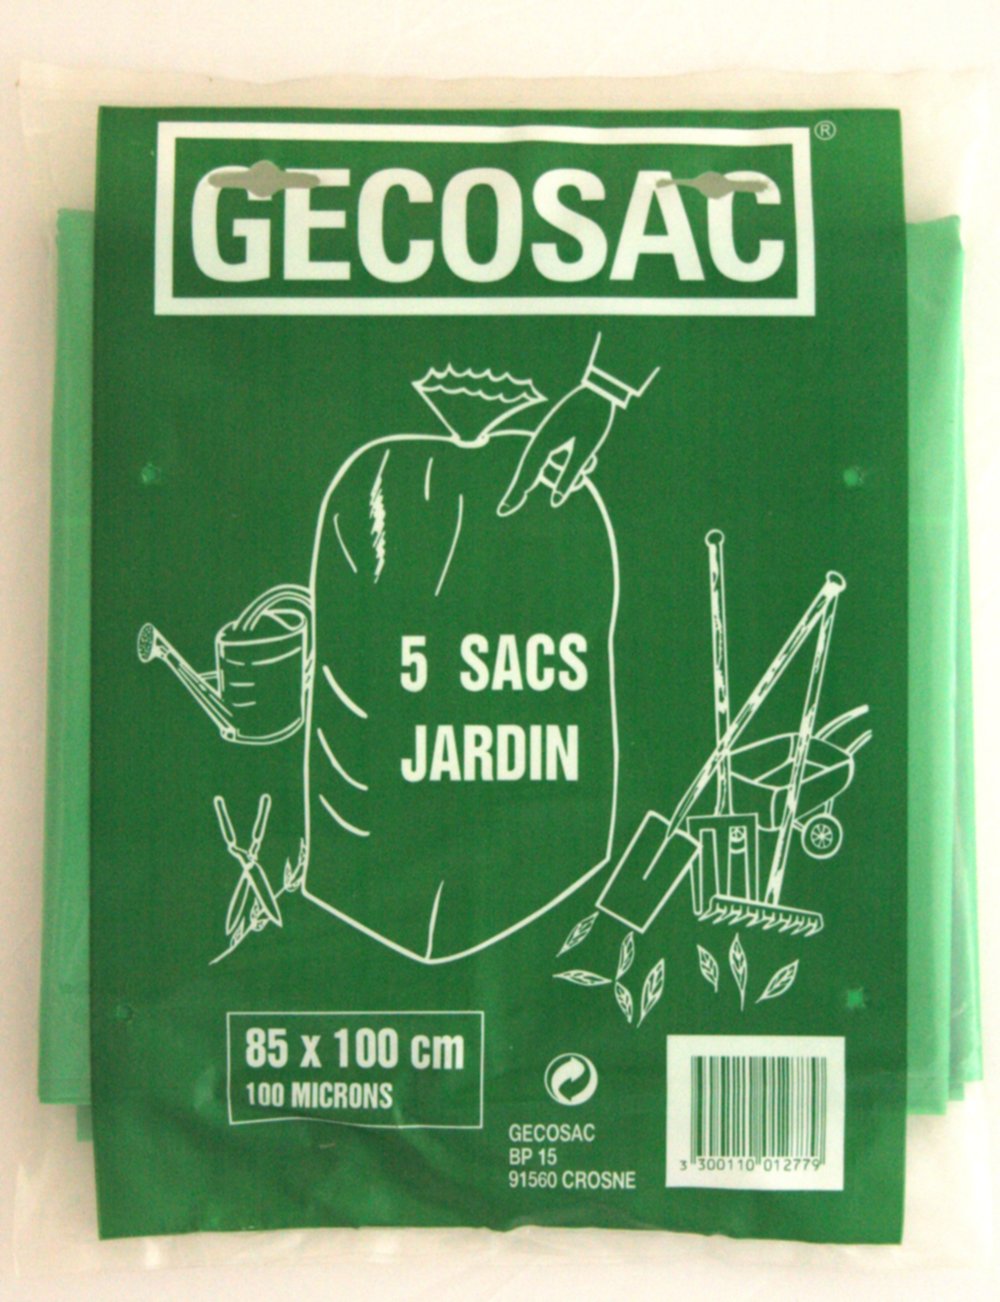 GECOSAC ®
5 SACS
JARDIN
85 x 100 cm
100 MICRONS
GECOSAC
BP 15
91560 CROSNE
3 300110 012779